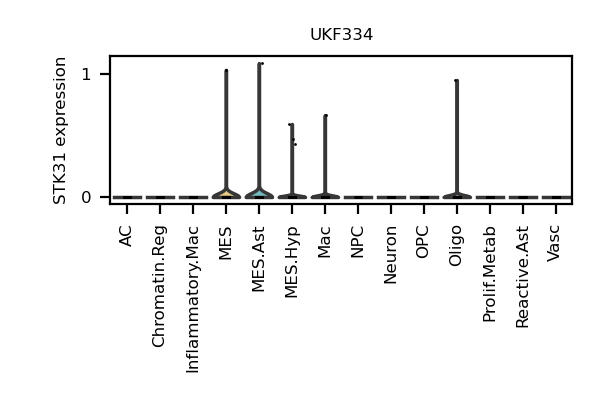 UKF334
STK31 expression
1
0
AC
Chromatin.Reg
Inflammatory.Mac
MES
MES.Ast
MES.Hyp
Mac
NPC
Neuron
OPC
Oligo
Prolif.Metab
Reactive.Ast
Vasc